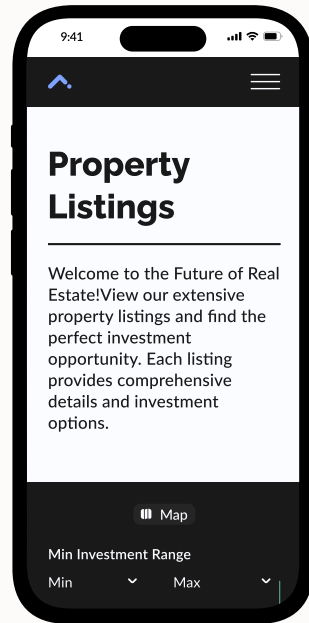 9:41
Property
Listings
Welcome to the Future of Real
Estate!View our extensive
property listings and find the
perfect investment
opportunity. Each listing
provides comprehensive
details and investment
options.
Map
Min Investment Range
Min Max